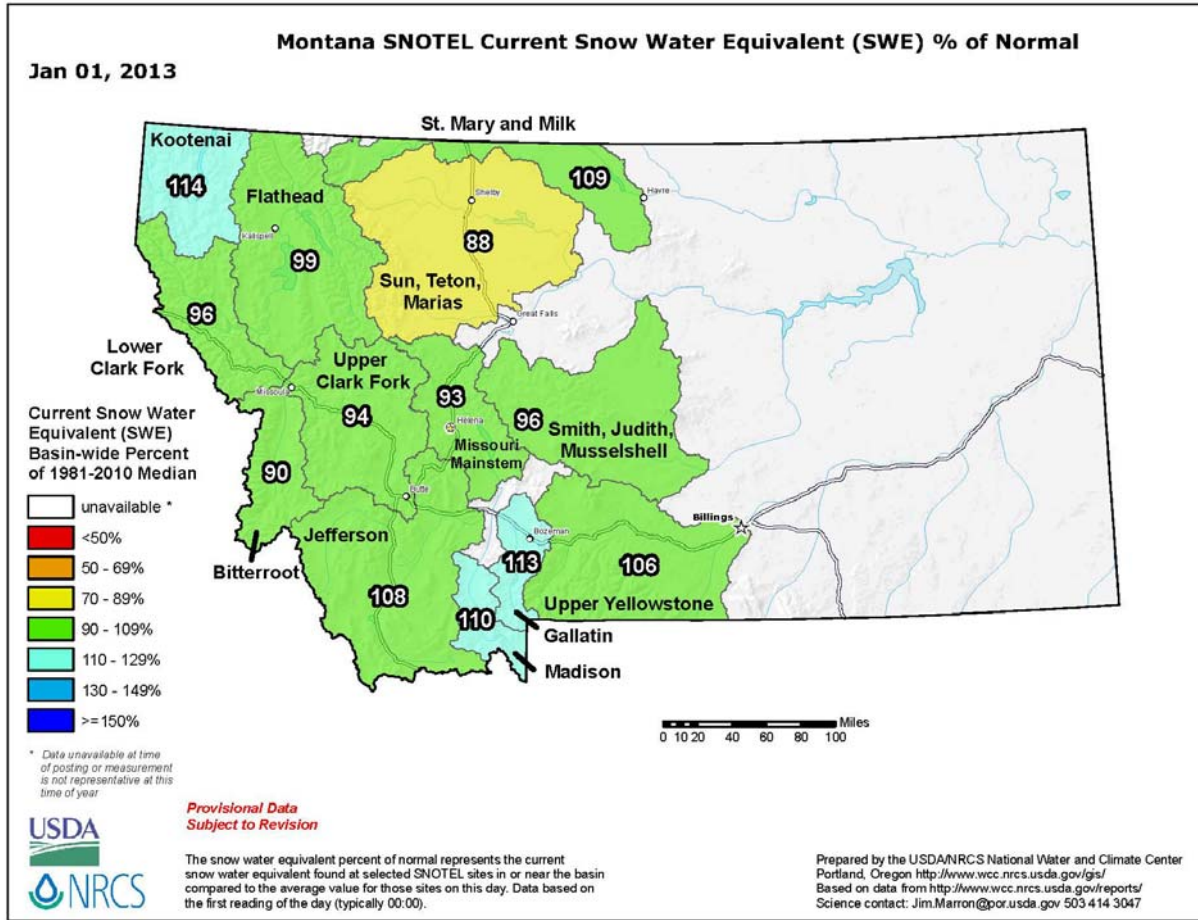 Montana SNOTEL Current Snow Water Equivalent (SWE) % of Normal
Jan 01, 2013
St. Mary and Milk
Kootenai
114
109
Havre
Flathead
Shelby
Kalispell
88
99
Sun, Teton,
Marias
96
Great Falls
Lower
Clark Fork
Upper
Clark Fork
93
Missoula
94
Helena
96
Smith, Judith,
Musselshell
Missouri
Mainstem
90
Butte
Billings
Jefferson
Bozeman
113
106
Bitterroot
108
110
Upper Yellowstone
Gallatin
Madison
Current Snow Water
Equivalent (SWE)
Basin-wide Percent
of 1981-2010 Median
unavailable *
<50%
50 - 69%
70 - 89%
90 - 109%
110 - 129%
130 - 149%
>= 150%
* Data unavailable at time
of posting or measurement
is not representative at this
time of year
Miles
0 10 20 40 60 80 100
Provisional Data
Subject to Revision
USDA
NRCS
The snow water equivalent percent of normal represents the current
snow water equivalent found at selected SNOTEL sites in or near the basin
compared to the average value for those sites on this day. Data based on
the first reading of the day (typically 00:00).
Prepared by the USDA/NRCS National Water and Climate Center
Portland, Oregon http://www.wcc.nrcs.usda.gov/gis/
Based on data from http://www.wcc.nrcs.usda.gov/reports/
Science contact: Jim.Marron@por.usda.gov 503 414 3047